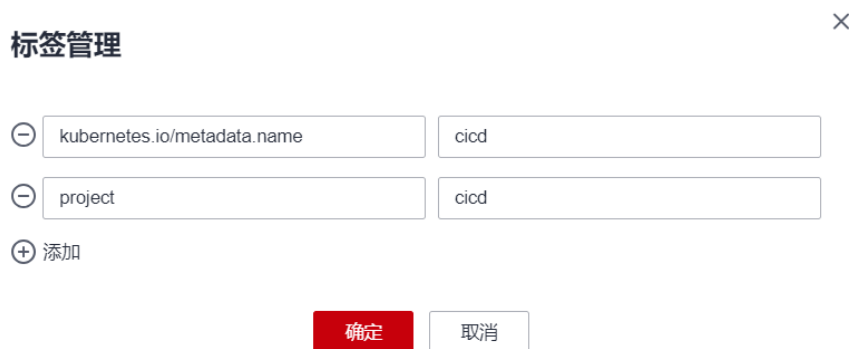 标签管理
kubernetes.io/metadata.name cicd
project cicd
添加
确定 取消